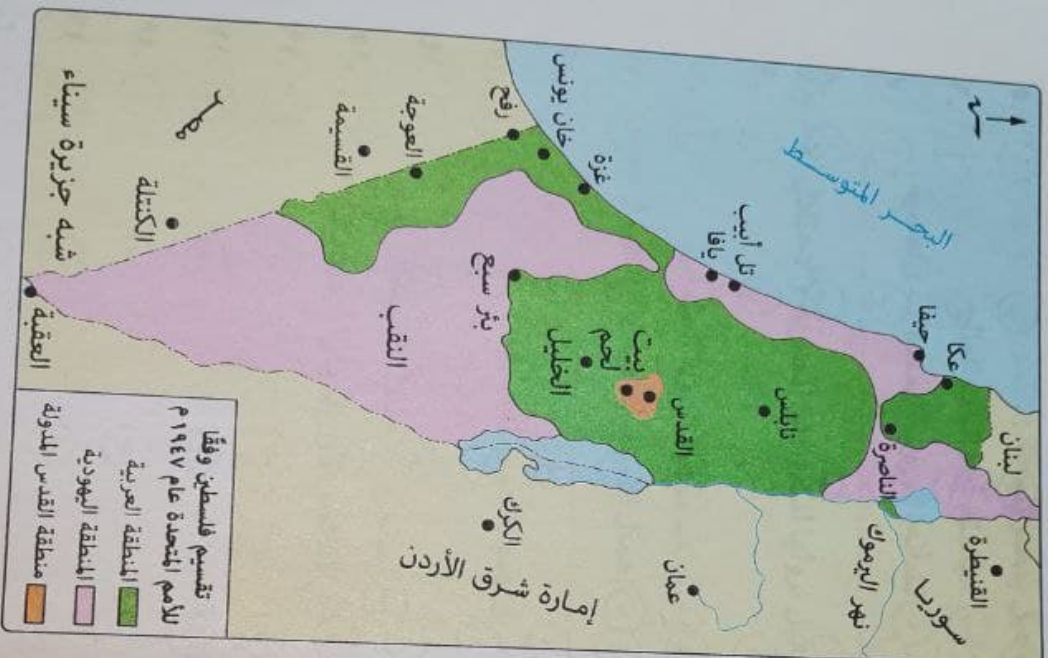 البحر المتوسط
لبنان
عكا
حيفا
القنيطرة
سوريا
الناصرة
نهر اليرموك
نابلس
تل أبيب
يافا
عمان
القدس
بيت
لحم
الخليل
إمارة شرق الأردن
غزة
خان يونس
رفح
بئر سبع
الكرك
النقب
العوجة
القسيمة
الكنتلة
شبه جزيرة سيناء
العقبة
تقسيم فلسطين وفقًا
للأمم المتحدة عام ١٩٤٧م
المنطقة العربية
المنطقة اليهودية
منطقة القدس المدولة